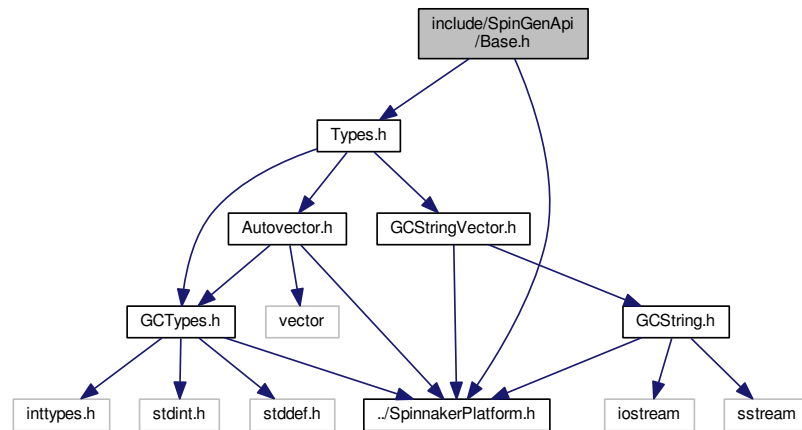 include/SpinGenApi
/Base.h
Types.h
Autovector.h
GCStringVector.h
GCTypes.h
vector
GCString.h
inttypes.h
stdint.h
stddef.h
../SpinnakerPlatform.h
iostream
sstream